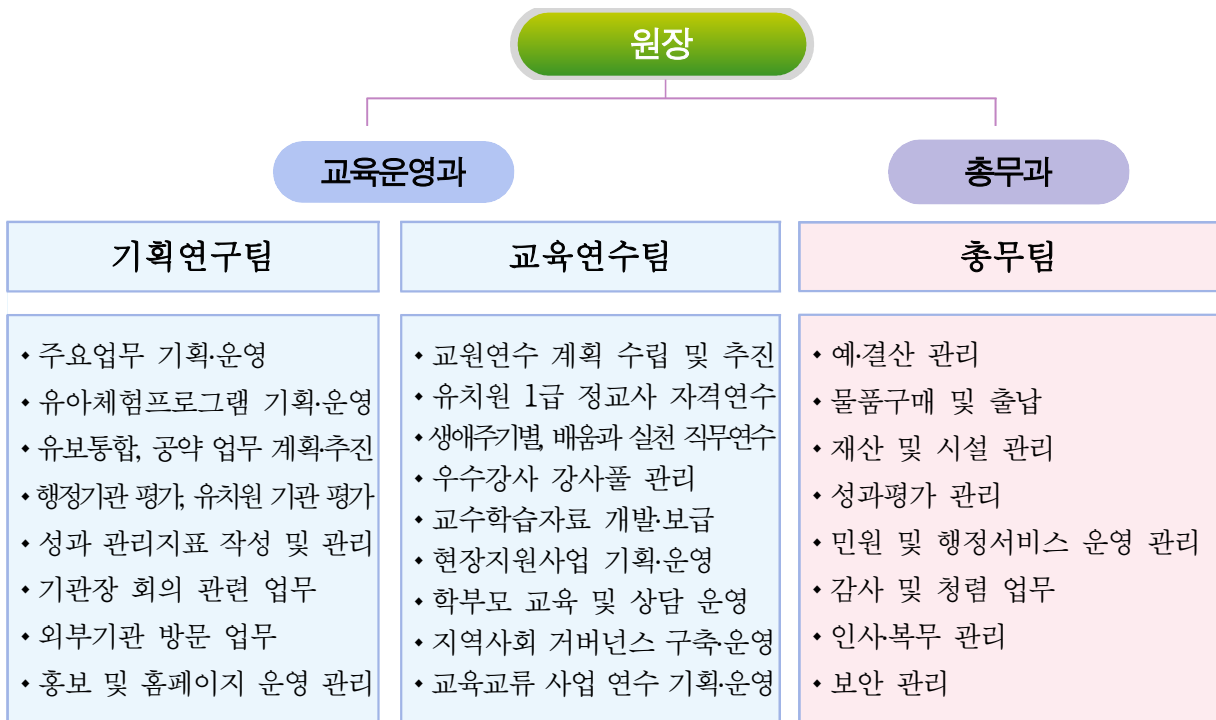 원장
교육운영과
총무과
기획연구팀
교육연수팀
총무팀
• 주요업무 기획·운영
• 유아체험프로그램 기획·운영
• 유보통합, 공약 업무 계획·추진
• 행정기관 평가, 유치원 기관 평가
• 성과 관리지표 작성 및 관리
• 기관장 회의 관련 업무
• 외부기관 방문 업무
• 홍보 및 홈페이지 운영 관리
• 교원연수 계획 수립 및 추진
• 유치원 1급 정교사 자격연수
• 생애주기별, 배움과 실천 직무연수
• 우수강사 강사풀 관리
• 교수학습자료 개발·보급
• 현장지원사업 기획·운영
• 학부모 교육 및 상담 운영
• 지역사회 거버넌스 구축·운영
• 교육교류 사업 연수 기획·운영
• 예·결산 관리
• 물품구매 및 출납
• 재산 및 시설 관리
• 성과평가 관리
• 민원 및 행정서비스 운영 관리
• 감사 및 청렴 업무
• 인사·복무 관리
• 보안 관리